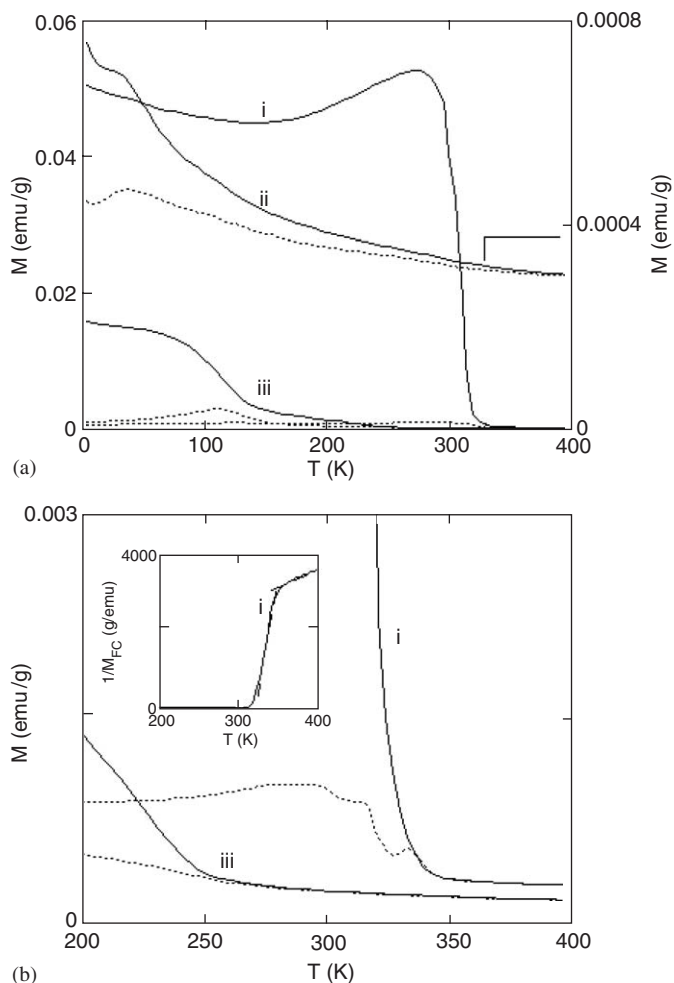 0.06
0.0008
i
0.04
ii
M (emu/g)
0.0004
M (emu/g)
0.02
iii
0
0
0
100
200
300
400
T (K)
(a)
0.003
4000
i
1/MFC (g/emu)
i
M (emu/g)
0
200
300
400
T (K)
iii
0
200
250
300
350
400
T (K)
(b)